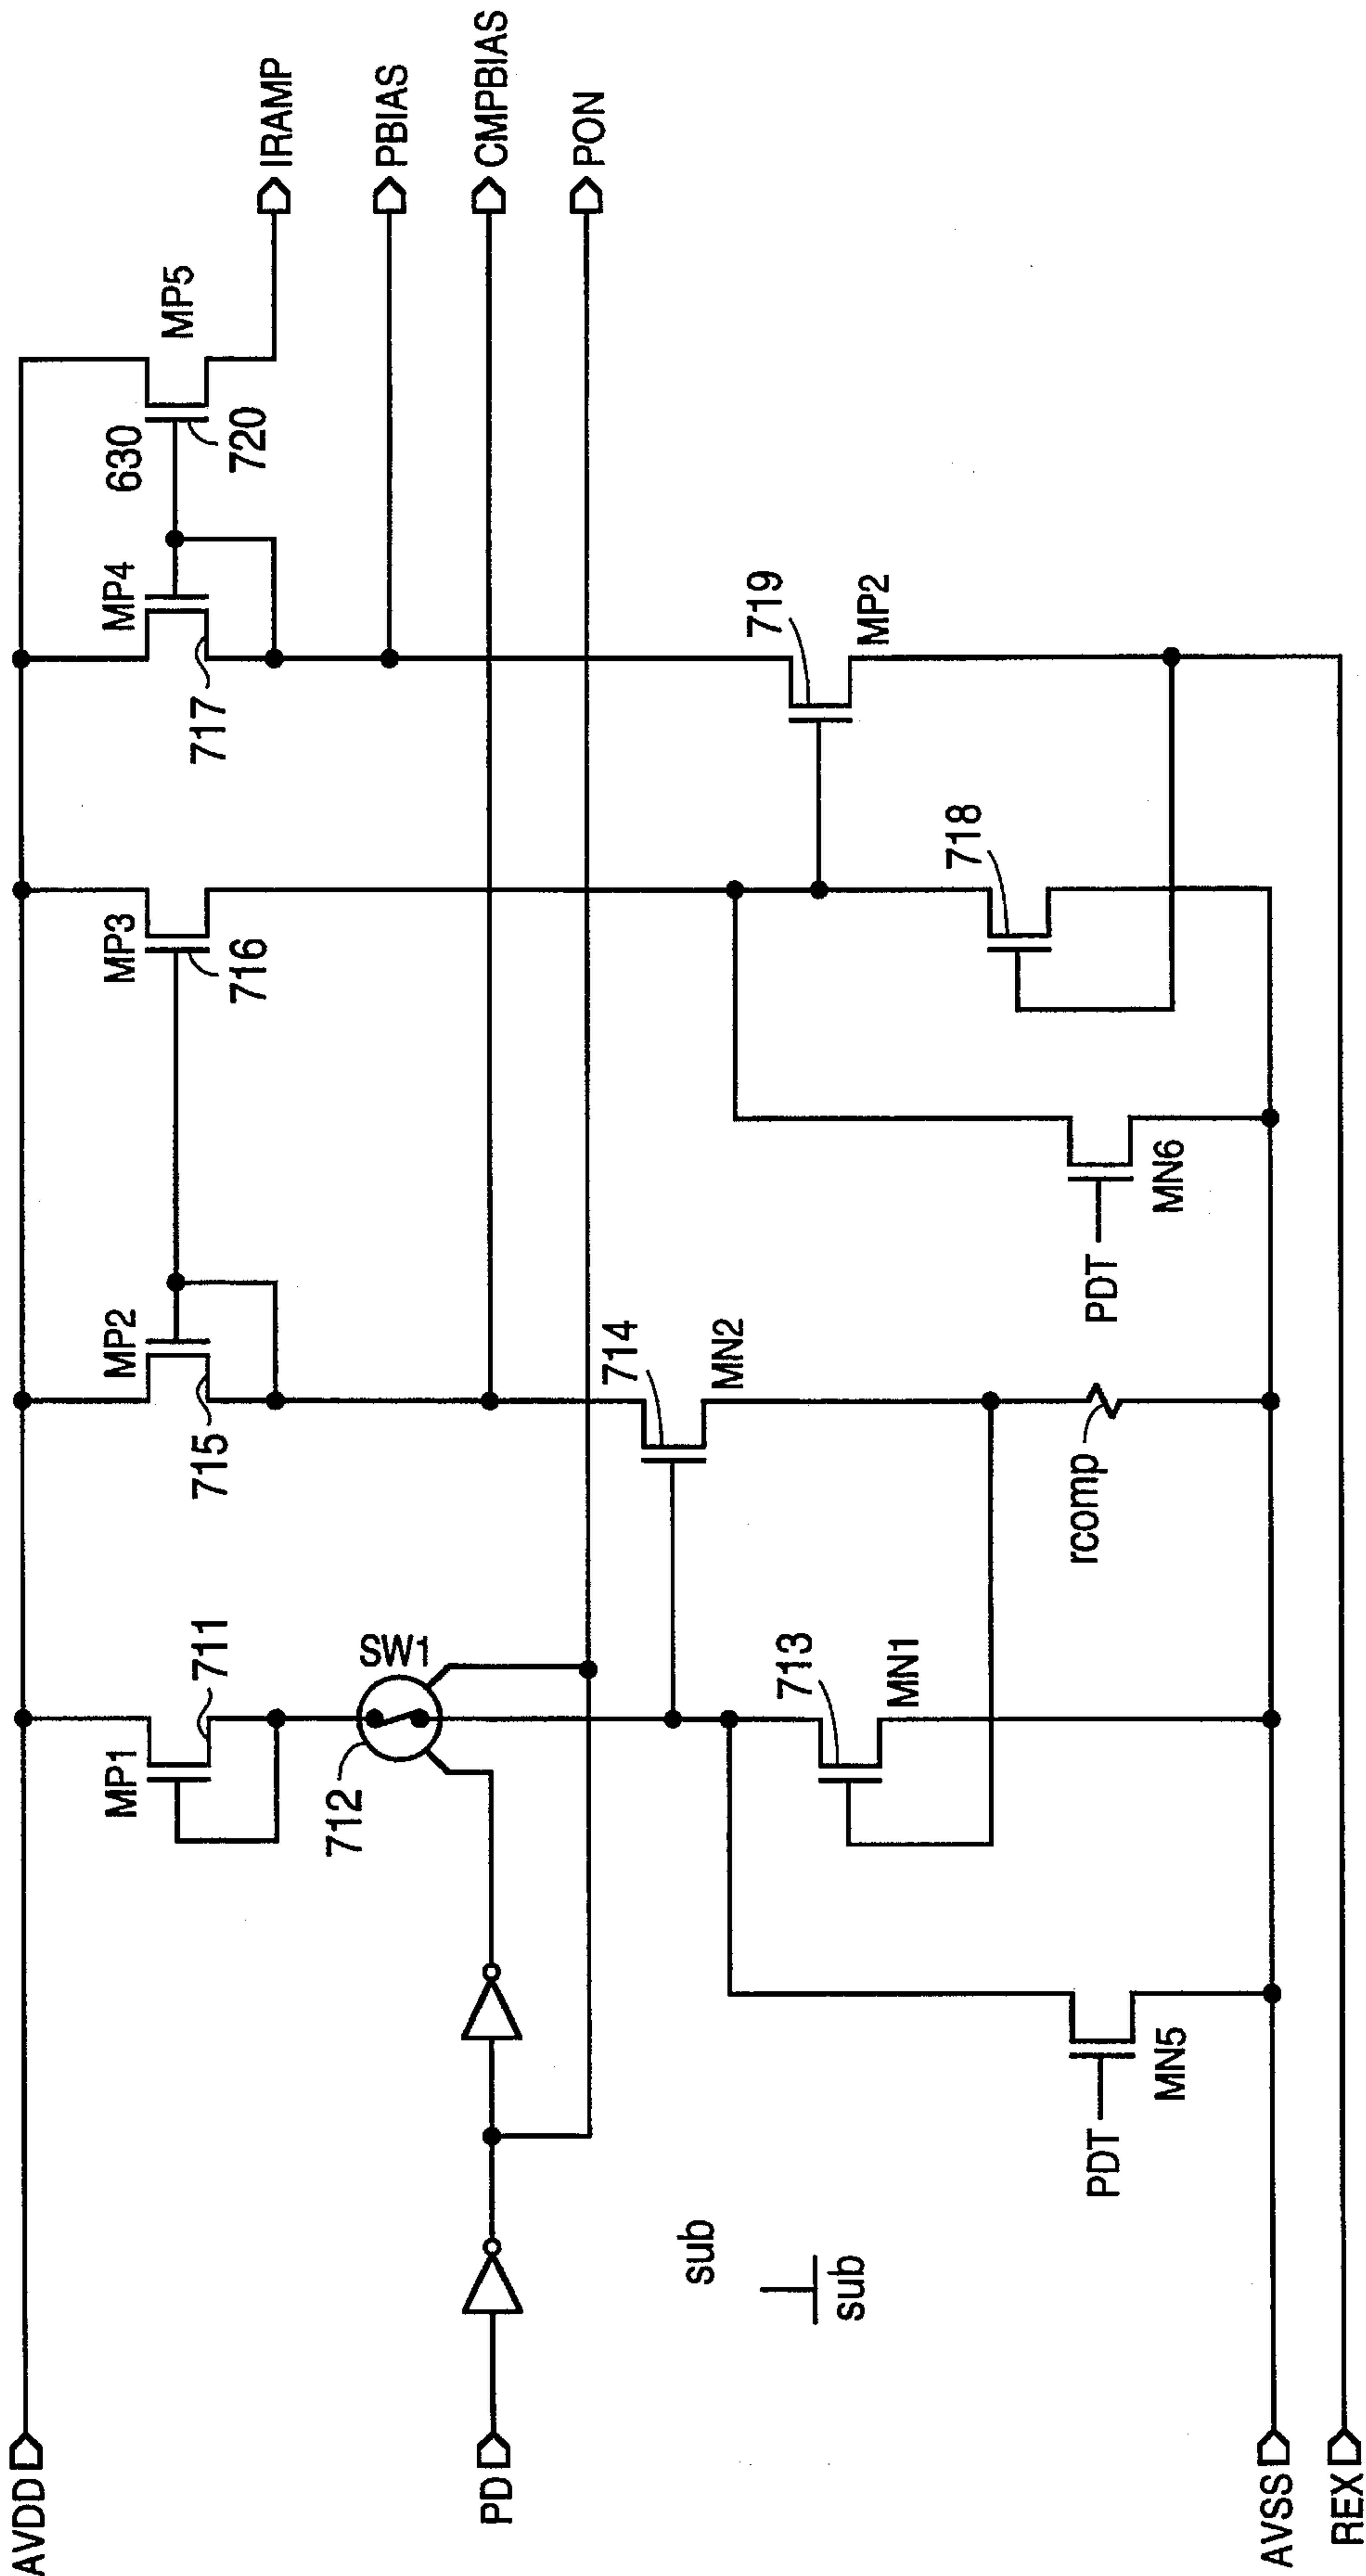 AVDD
MP1
711
MP2
715
MP3
716
MP4
717
630
720
MP5
IRAMP
PBIAS
CMPBIAS
PON
SW1
712
PD
714
MN2
719
MP2
713
MN1
718
sub
sub
PDT
MN5
rcomp
PDT
MN6
AVSS
REX